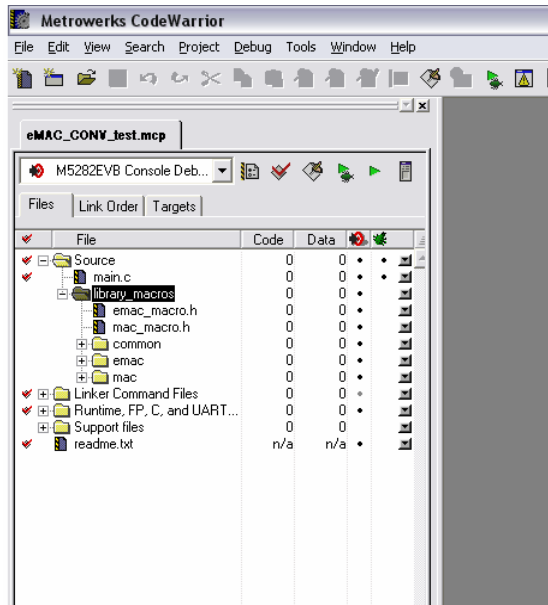 Metrowerks CodeWarrior
File Edit View Search Project Debug Tools Window Help
eMAC_CONV_test.mcp
M5282EVB Console Deb...
Files Link Order Targets
File Code Data
Source 0 0
main.c 0 0
library_macros 0 0
emac_macro.h 0 0
mac_macro.h 0 0
common 0 0
emac 0 0
mac 0 0
Linker Command Files 0 0
Runtime, FP, C, and UART... 0 0
Support files 0 0
readme.txt n/a n/a